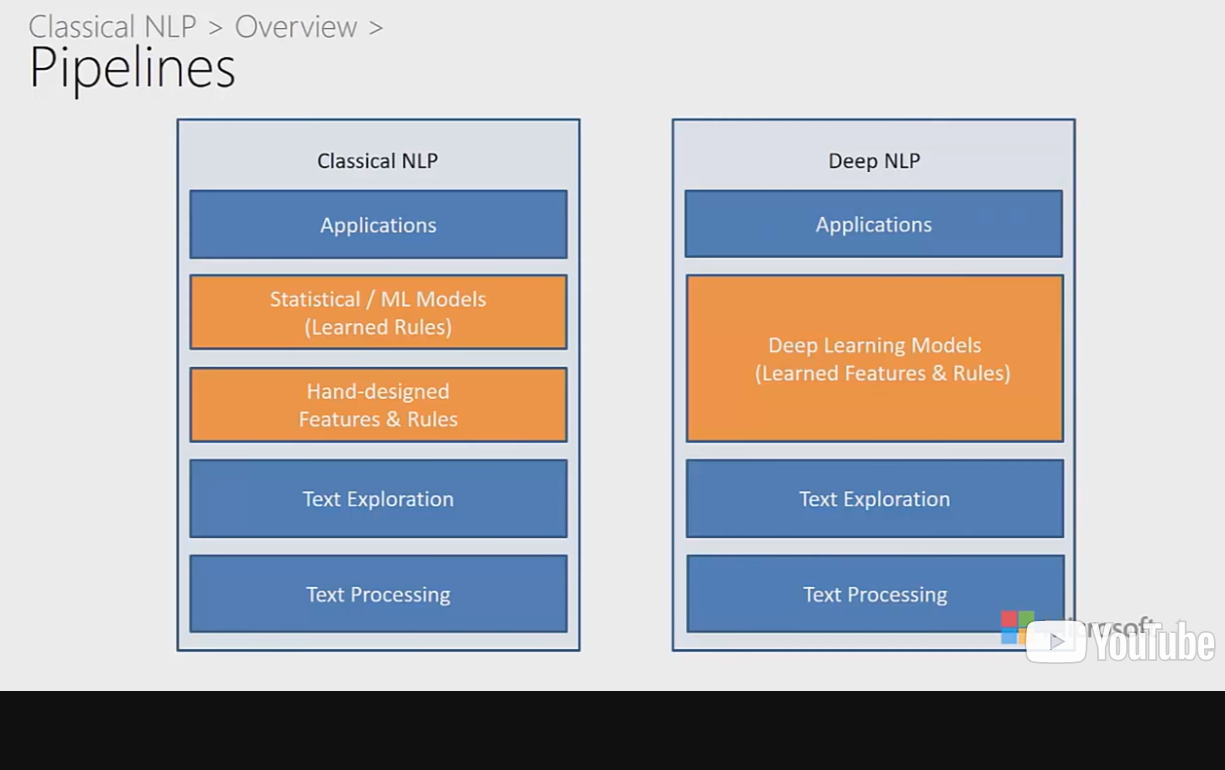 Classical NLP > Overview >
Pipelines
Classical NLP
Applications
Statistical / ML Models
(Learned Rules)
Hand-designed
Features & Rules
Text Exploration
Text Processing
Deep NLP
Applications
Deep Learning Models
(Learned Features & Rules)
Text Exploration
Text Processing
YouTube